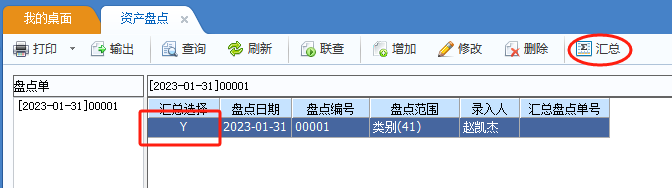 我的桌面 资产盘点
打印 输出 查询 刷新 联查 增加 修改 删除 汇总
盘点单 [2023-01-31]00001
[2023-01-31]00001
汇总选择 盘点日期 盘点编号 盘点范围 录入人 汇总盘点单号
Y 2023-01-31 00001 类别(41) 赵凯杰